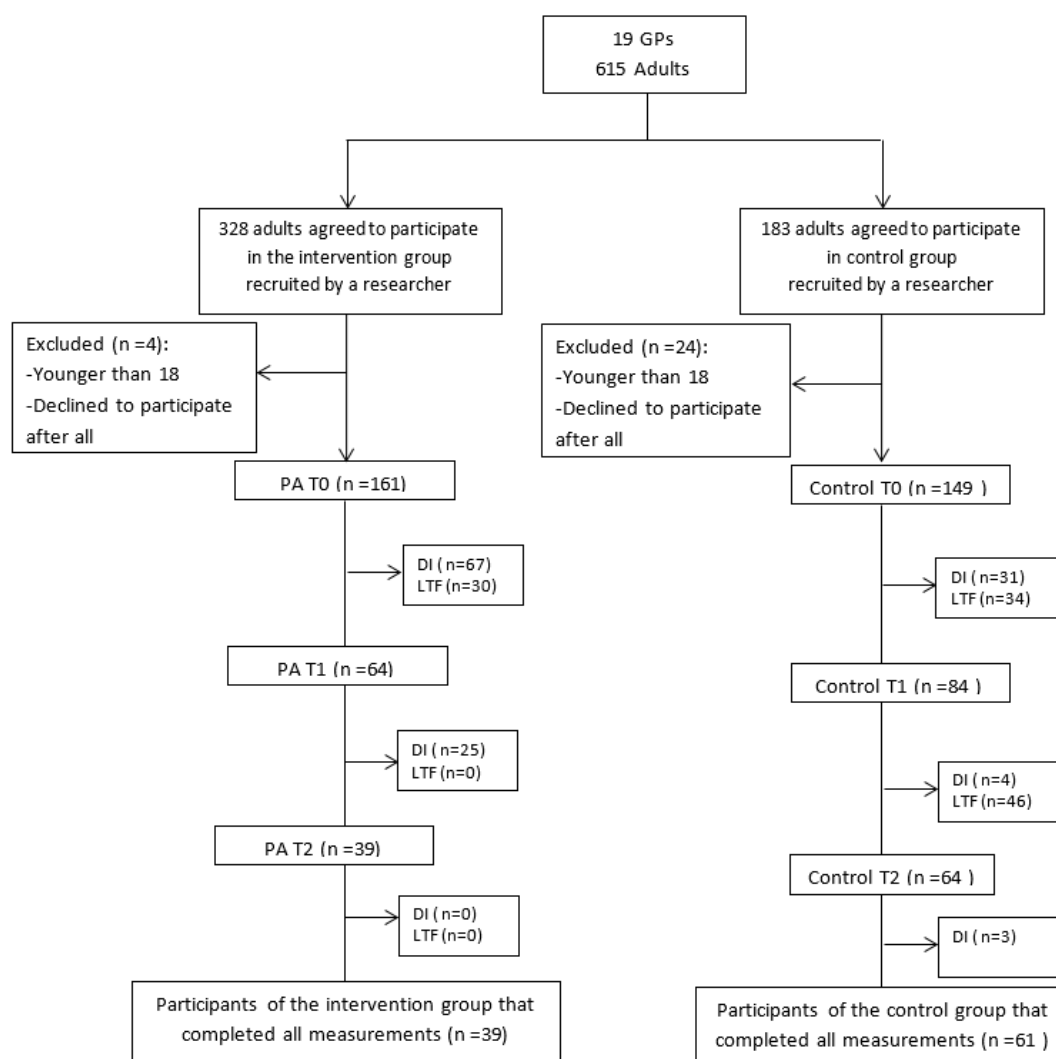 19 GPs
615 Adults
328 adults agreed to participate
in the intervention group
recruited by a researcher
183 adults agreed to participate
in control group
recruited by a researcher
Excluded (n =4):
-Younger than 18
-Declined to participate
after all
Excluded (n =24):
-Younger than 18
-Declined to participate
after all
PA T0 (n =161)
Control T0 (n =149 )
DI ( n=67)
LTF (n=30)
DI ( n=31)
LTF (n=34)
PA T1 (n =64)
Control T1 (n =84 )
DI ( n=25)
LTF (n=0)
DI ( n=4)
LTF (n=46)
PA T2 (n =39)
Control T2 (n =64 )
DI ( n=0)
LTF (n=0)
DI ( n=3)
Participants of the intervention group that
completed all measurements (n =39)
Participants of the control group that
completed all measurements (n =61 )